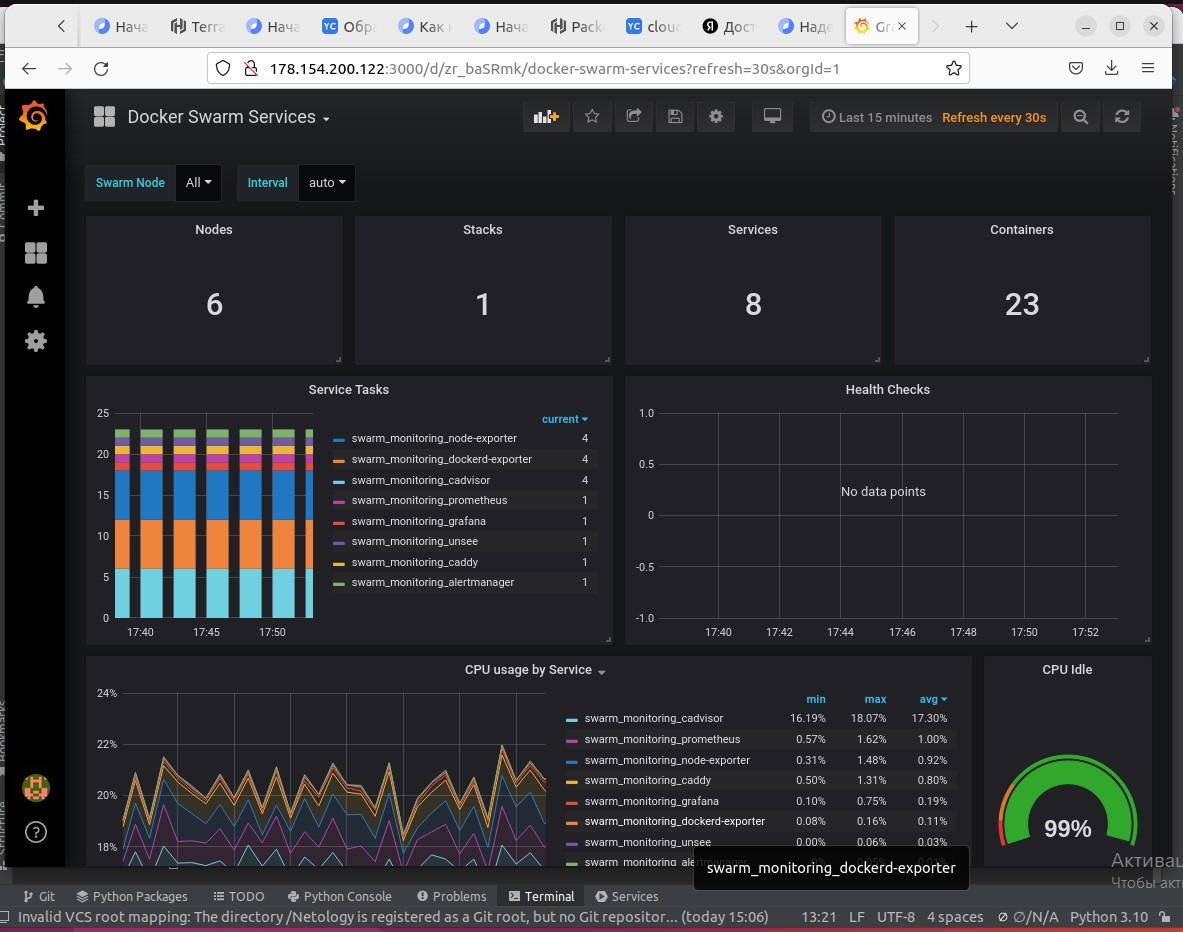 Нача
Terra
Нача
YC Обра
Как
Нача
Pack
YC clouc
Я Дост
Наде
Gra
178.154.200.122:3000/d/zr_baSRmk/docker-swarm-services?refresh=30s&orgId=1
Docker Swarm Services
Last 15 minutes Refresh every 30s
Swarm Node All Interval auto
Nodes Stacks Services Containers
6 1 8 23
Service Tasks
25
20
15
10
5
0
17:40 17:45 17:50
current
swarm_monitoring_node-exporter 4
swarm_monitoring_dockerd-exporter 4
swarm_monitoring_cadvisor 4
swarm_monitoring_prometheus 1
swarm_monitoring_grafana 1
swarm_monitoring_unsee 1
swarm_monitoring_caddy 1
swarm_monitoring_alertmanager 1
Health Checks
1.0
0.5
0
-0.5
-1.0
No data points
17:40 17:42 17:44 17:46 17:48 17:50 17:52
CPU usage by Service
24%
22%
20%
18%
min max avg
swarm_monitoring_cadvisor 16.19% 18.07% 17.30%
swarm_monitoring_prometheus 0.57% 1.62% 1.00%
swarm_monitoring_node-exporter 0.31% 1.48% 0.92%
swarm_monitoring_caddy 0.50% 1.31% 0.80%
swarm_monitoring_grafana 0.10% 0.75% 0.19%
swarm_monitoring_dockerd-exporter 0.08% 0.16% 0.11%
swarm_monitoring_unsee 0.00% 0.06% 0.03%
swarm_monitoring_alertmanager
swarm_monitoring_dockerd-exporter
CPU Idle
99%
Активац
Чтобы акти
Git Python Packages TODO Python Console Problems Terminal Services
Invalid VCS root mapping: The directory /Netology is registered as a Git root, but no Git repositor... (today 15:06) 13:21 LF UTF-8 4 spaces ∅/N/A Python 3.10
Project
Commit
Bookmarks
Structure
Notifications